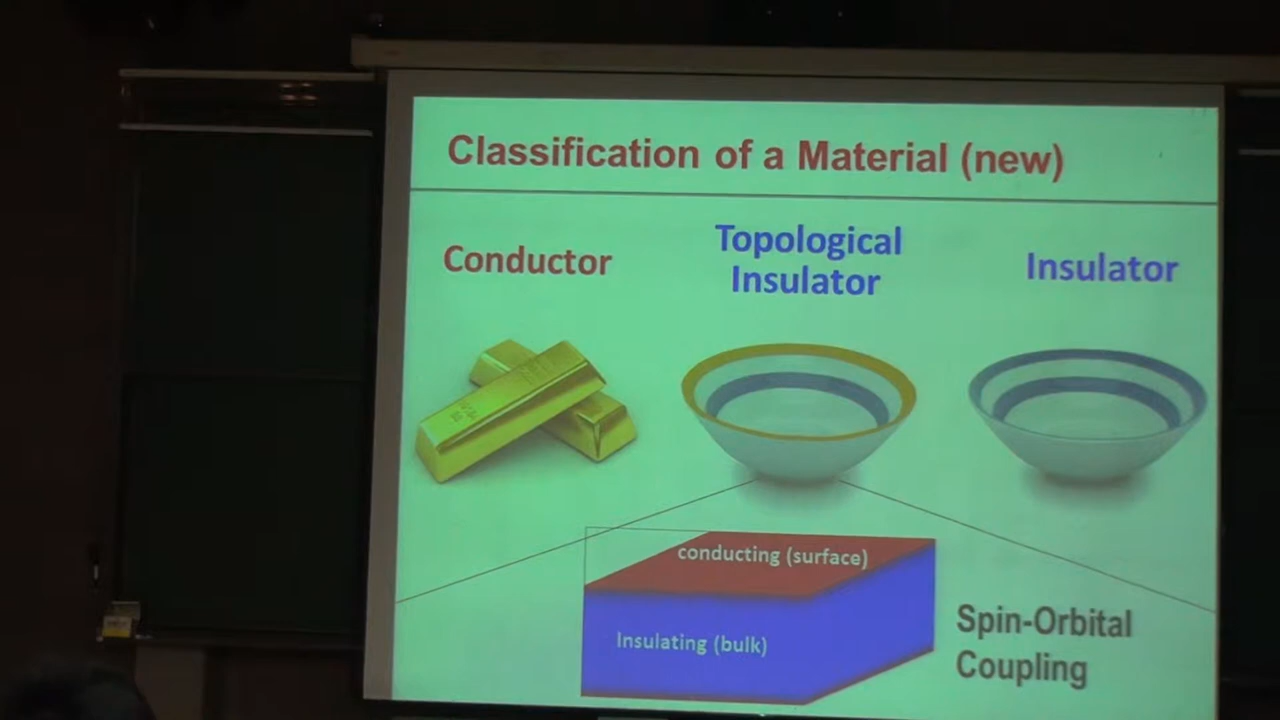 Classification of a Material (new)
Conductor
Topological
Insulator
Insulator
conducting (surface)
Insulating (bulk)
Spin-Orbital
Coupling